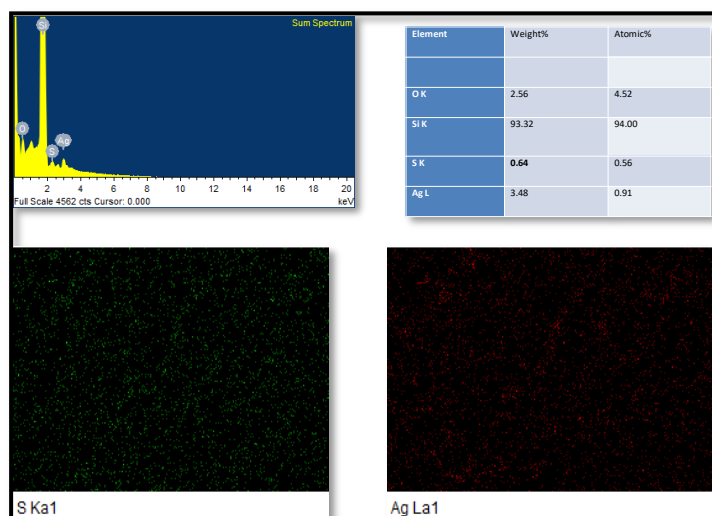 Sum Spectrum
Si
O
S
Ag
2 4 6 8 10 12 14 16 18 20
Full Scale 4562 cts Cursor: 0.000 keV
Element Weight% Atomic%
O K 2.56 4.52
Si K 93.32 94.00
S K 0.64 0.56
Ag L 3.48 0.91
S Ka1
Ag La1